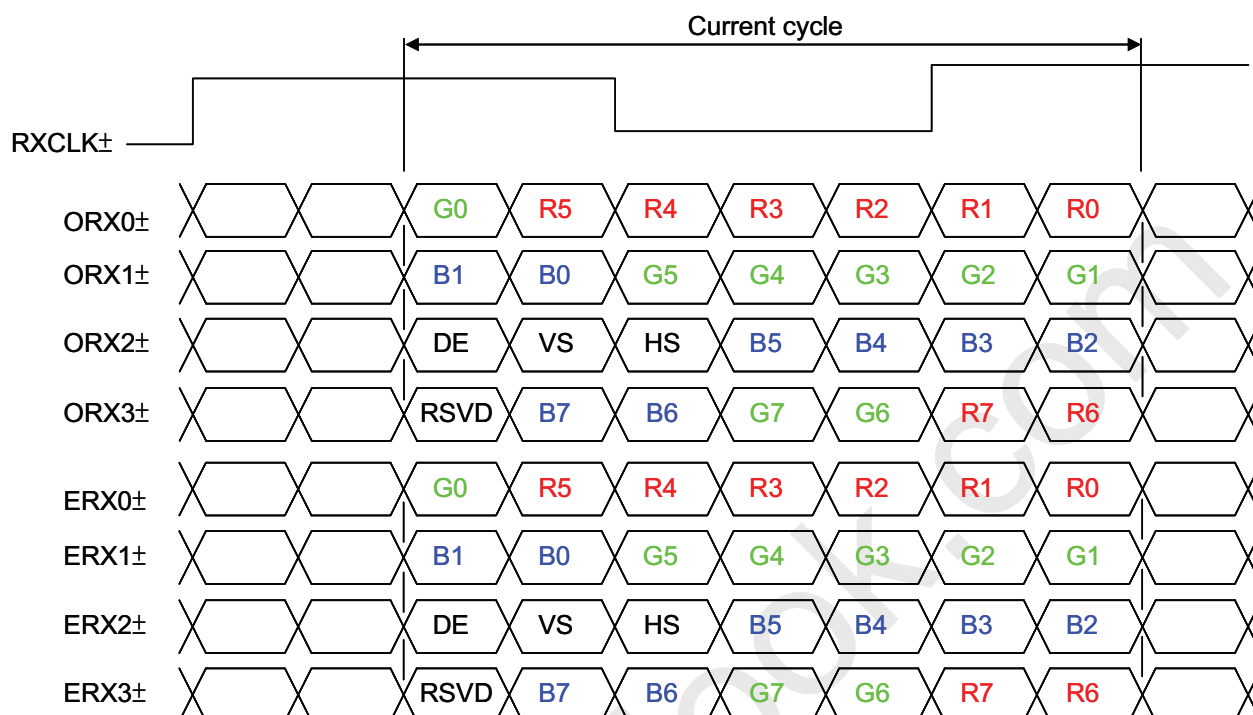 Current cycle
RXCLK±
ORX0± G0 R5 R4 R3 R2 R1 R0
ORX1± B1 B0 G5 G4 G3 G2 G1
ORX2± DE VS HS B5 B4 B3 B2
ORX3± RSVD B7 B6 G7 G6 R7 R6
ERX0± G0 R5 R4 R3 R2 R1 R0
ERX1± B1 B0 G5 G4 G3 G2 G1
ERX2± DE VS HS B5 B4 B3 B2
ERX3± RSVD B7 B6 G7 G6 R7 R6
ook.com